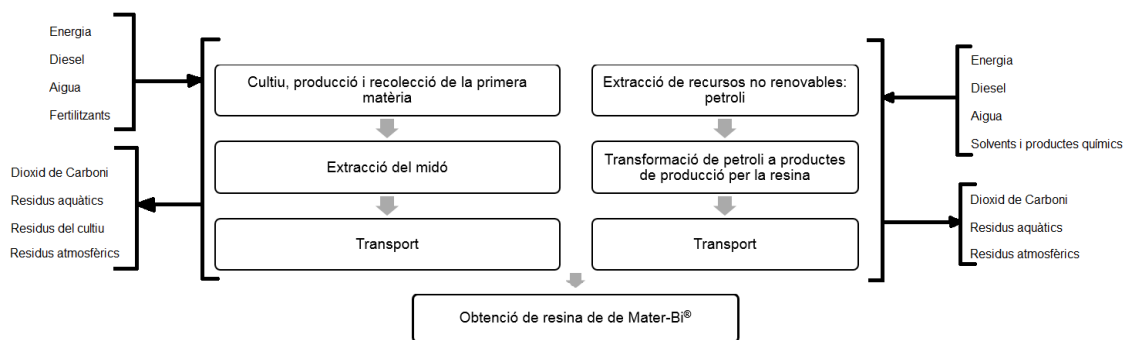 Energia
Diesel
Aigua
Fertilitzants
Dioxid de Carboni
Residus aquàtics
Residus del cultiu
Residus atmosfèrics
Cultiu, producció i recolecció de la primera
matèria
Extracció del midó
Transport
Extracció de recursos no renovables:
petroli
Transformació de petroli a productes
de producció per la resina
Transport
Energia
Diesel
Aigua
Solvents i productes químics
Dioxid de Carboni
Residus aquàtics
Residus atmosfèrics
Obtenció de resina de de Mater-Bi®